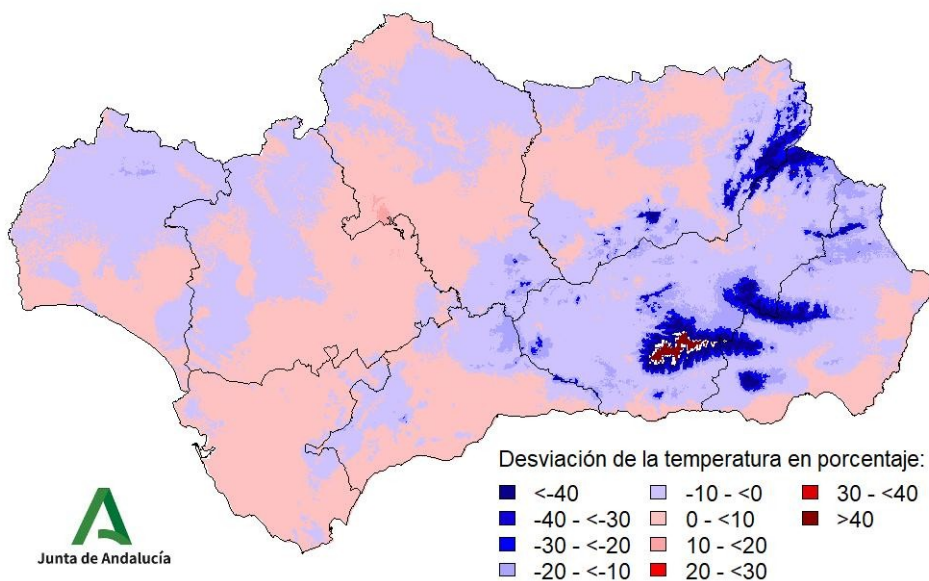 Desviación de la temperatura en porcentaje:
<-40 -10 - <0 30 - <40
-40 - <-30 0 - <10 >40
-30 - <-20 10 - <20
-20 - <-10 20 - <30
Junta de Andalucía